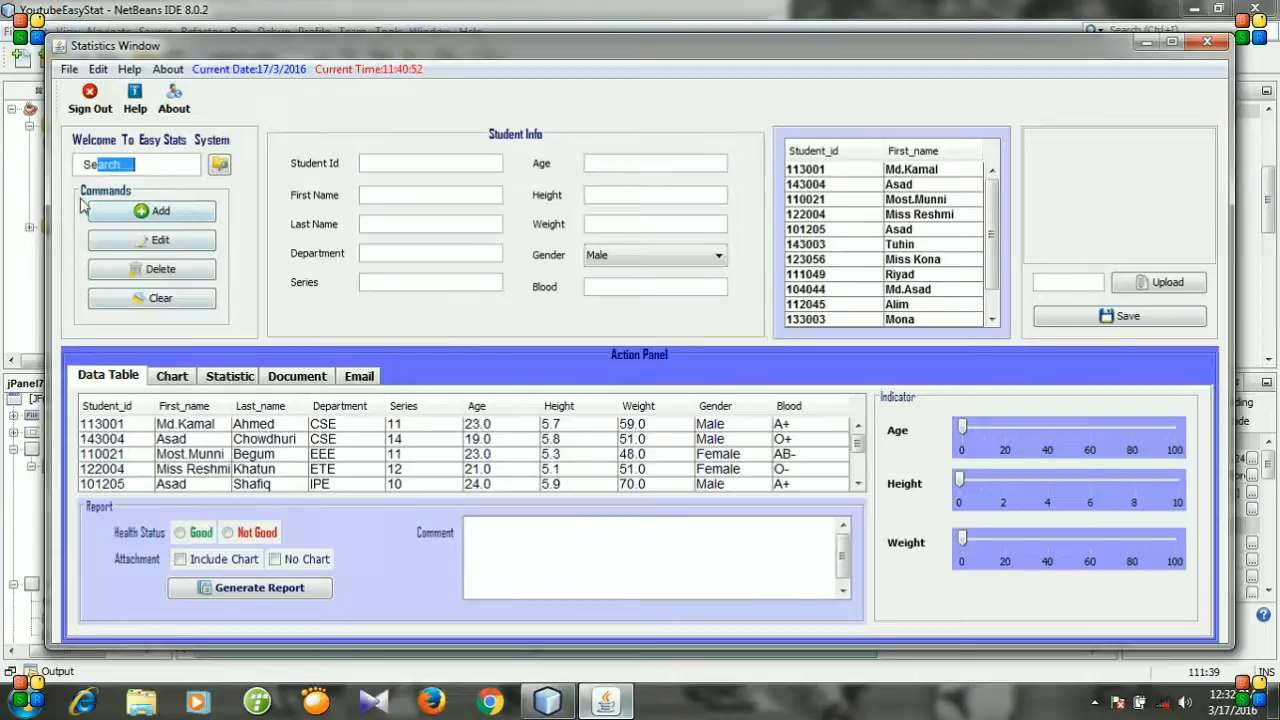 YoutubeEasyStat - NetBeans IDE 8.0.2
Statistics Window
File Edit Help About Current Date:17/3/2016 Current Time:11:40:52
Sign Out Help About
Welcome To Easy Stats System
Search
Commands
Add
Edit
Delete
Clear
Student Info
Student Id
First Name
Last Name
Department
Series
Age
Height
Weight
Gender Male
Blood
Student_id First_name
113001 Md.Kamal
143004 Asad
110021 Most.Munni
122004 Miss Reshmi
101205 Asad
143003 Tuhin
123056 Miss Kona
111049 Riyad
104044 Md.Asad
112045 Alim
133003 Mona
Upload
Save
Action Panel
Data Table Chart Statistic Document Email
Student_id First_name Last_name Department Series Age Height Weight Gender Blood
113001 Md.Kamal Ahmed CSE 11 23.0 5.7 59.0 Male A+
143004 Asad Chowdhuri CSE 14 19.0 5.8 51.0 Male O+
110021 Most.Munni Begum EEE 11 23.0 5.3 48.0 Female AB-
122004 Miss Reshmi Khatun ETE 12 21.0 5.1 51.0 Female O-
101205 Asad Shafiq IPE 10 24.0 5.9 70.0 Male A+
Report
Health Status Good Not Good
Attachment Include Chart No Chart
Generate Report
Comment
Indicator
Age
0 20 40 60 80 100
Height
0 2 4 6 8 10
Weight
0 20 40 60 80 100
jPanel7
Output
111:39 INS
12:32
3/17/2016